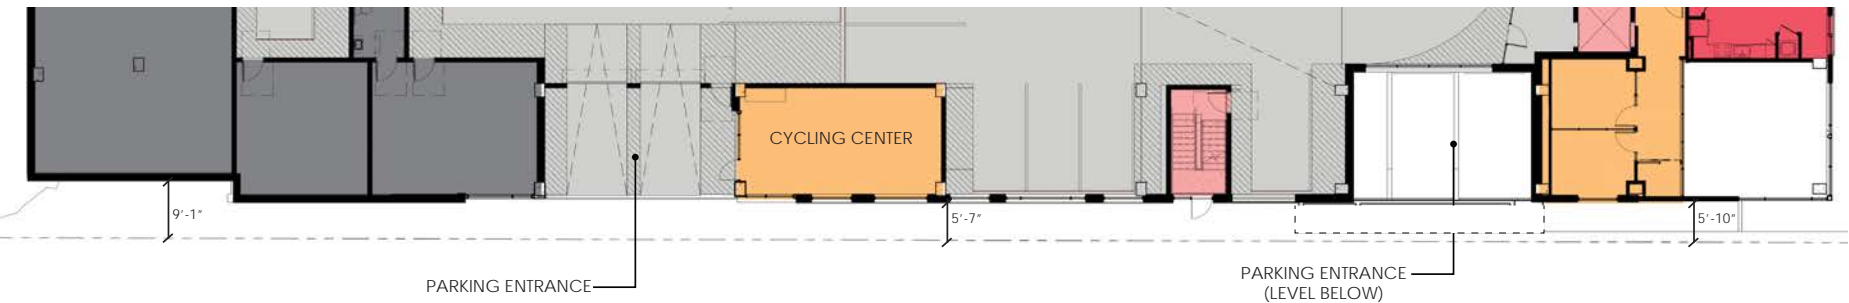 CYCLING CENTER
9'-1"
5'-7"
5'-10"
PARKING ENTRANCE
PARKING ENTRANCE
(LEVEL BELOW)